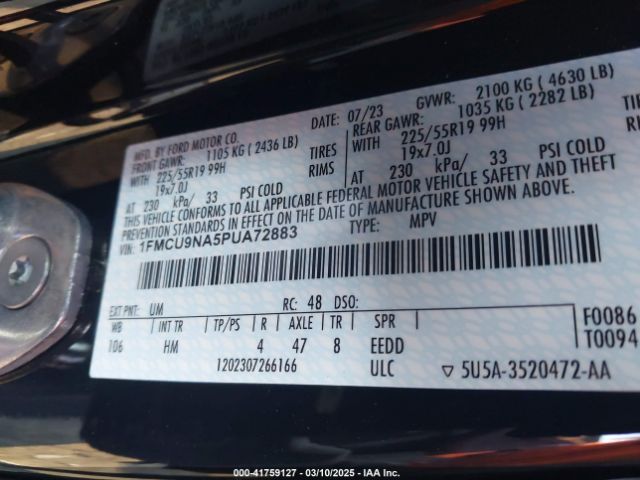 MFD. BY FORD MOTOR CO. DATE: 07/23 GVWR: 2100 KG ( 4630 LB)
FRONT GAWR: 1105 KG ( 2436 LB) REAR GAWR: 1035 KG ( 2282 LB)
WITH 225/55R19 99H TIRES WITH 225/55R19 99H
19x7.0J RIMS 19x7.0J
AT 230 kPa/ 33 PSI COLD AT 230 kPa/ 33 PSI COLD
THIS VEHICLE CONFORMS TO ALL APPLICABLE FEDERAL MOTOR VEHICLE SAFETY AND THEFT
PREVENTION STANDARDS IN EFFECT ON THE DATE OF MANUFACTURE SHOWN ABOVE.
VIN: 1FMCU9NA5PUA72883 TYPE: MPV
EXT PNT: UM RC: 48 DSO: F0086
WB INT TR TP/PS R AXLE TR SPR T0094
106 HM 4 47 8 EEDD
1202307266166 ULC ▽ 5U5A-3520472-AA
000-41759127 - 03/10/2025 - IAA Inc.